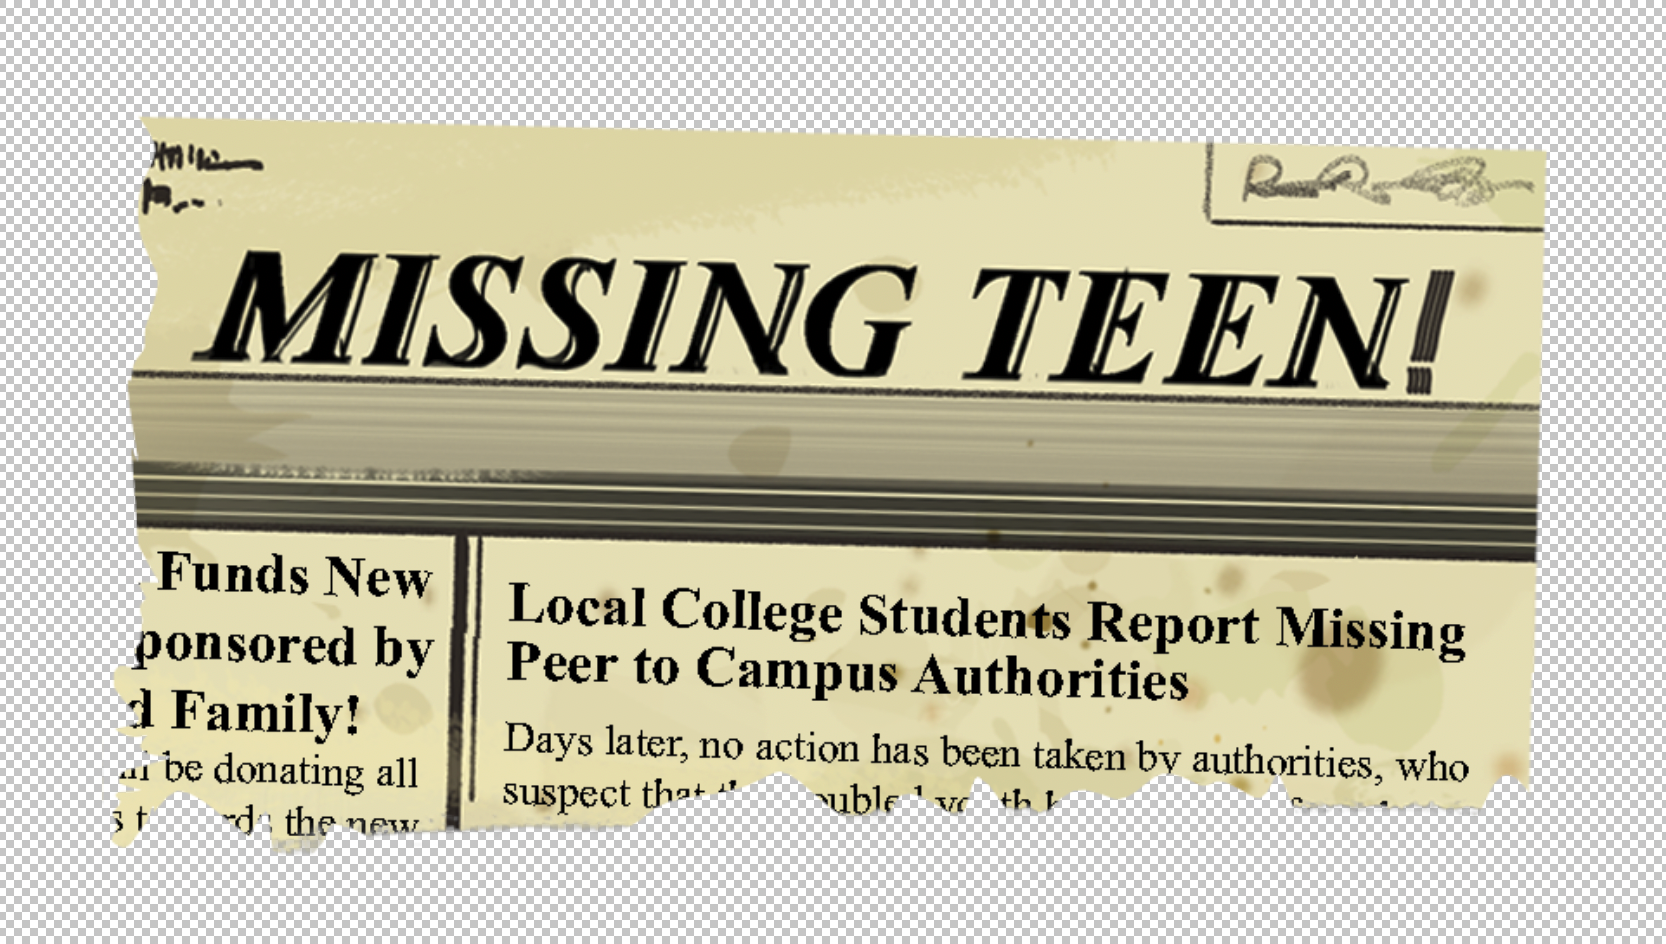 MISSING TEEN!
Funds New
ponsored by
d Family!
be donating all
the new
Local College Students Report Missing
Peer to Campus Authorities
Days later, no action has been taken by authorities, who
suspect that